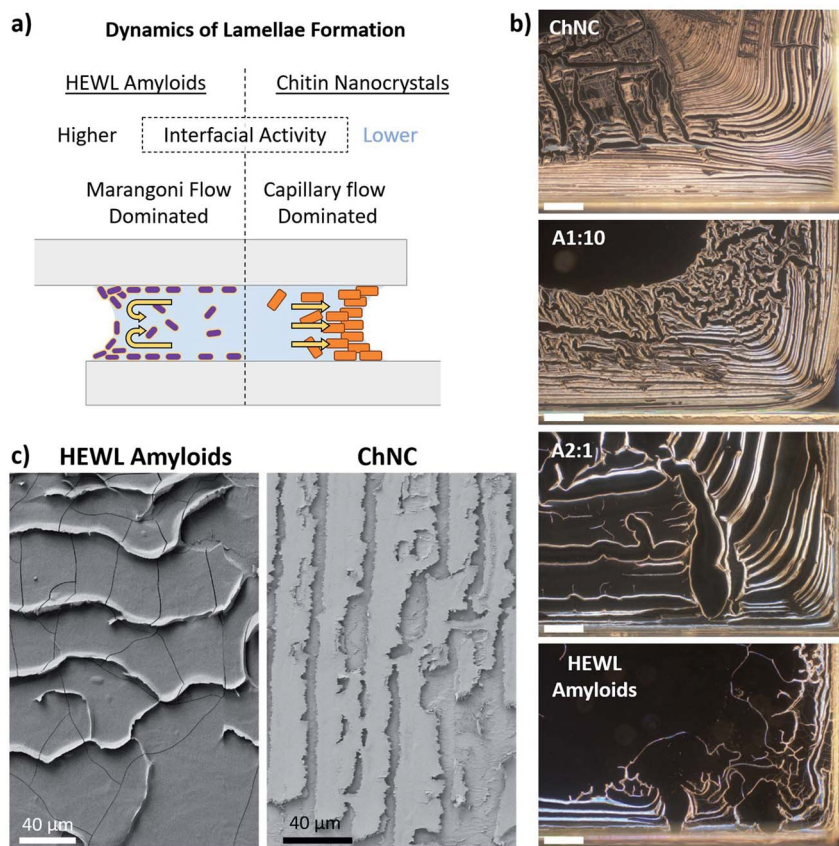 a)
Dynamics of Lamellae Formation
HEWL Amyloids
Chitin Nanocrystals
Higher
Interfacial Activity
Lower
Marangoni Flow
Dominated
Capillary flow
Dominated
b)
ChNC
A1:10
A2:1
HEWL
Amyloids
c)
HEWL Amyloids
ChNC
40 µm
40 µm